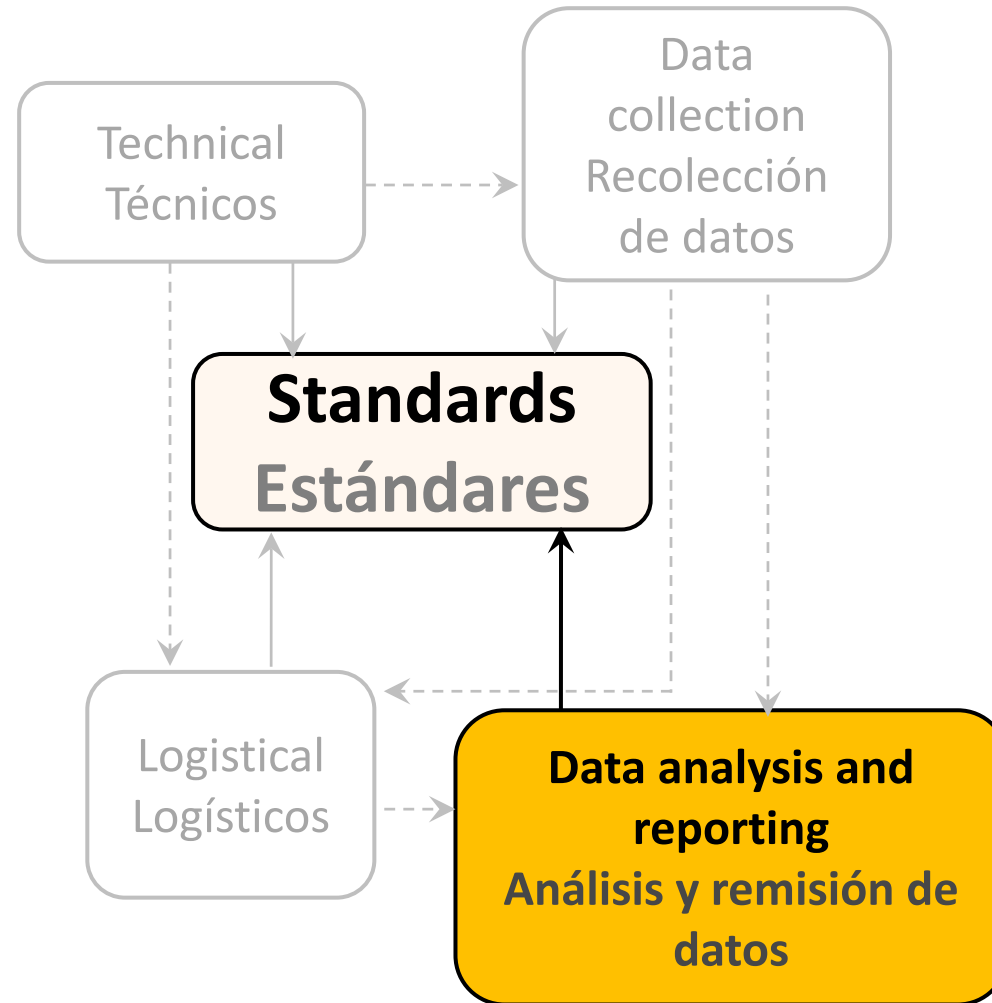 Technical
Técnicos
Data
collection
Recolección
de datos
Standards
Estándares
Logistical
Logísticos
Data analysis and
reporting
Análisis y remisión de
datos